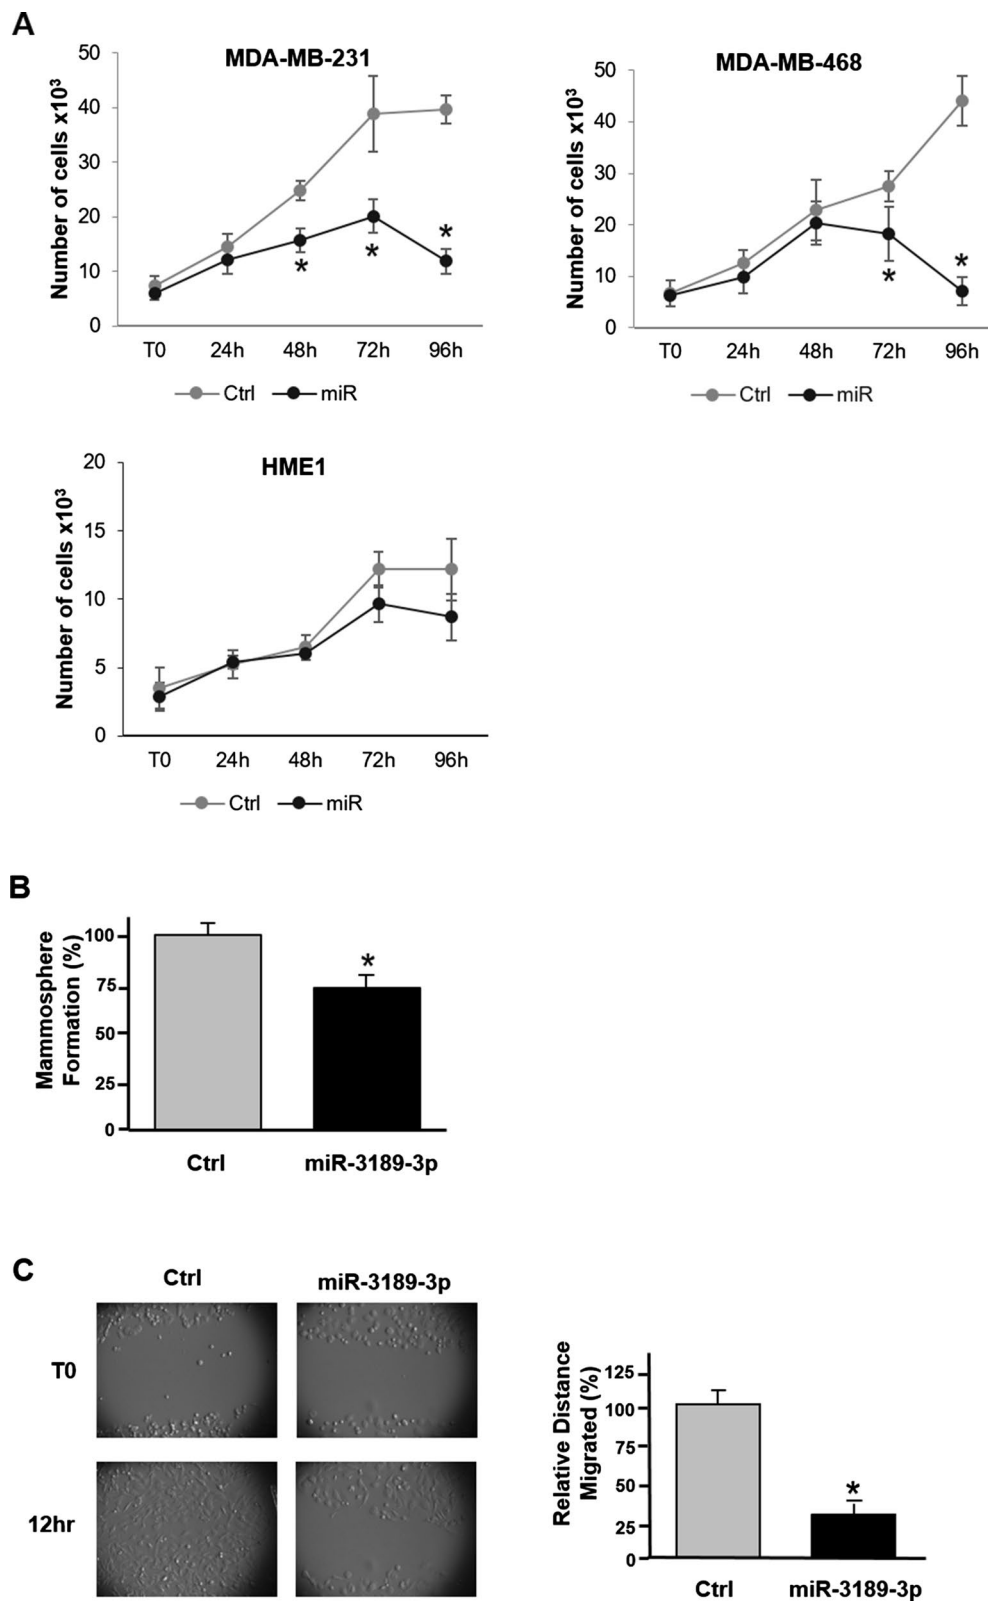 A
MDA-MB-231
Number of cells x10³
50
40
30
20
10
0
*
*
*
T0 24h 48h 72h 96h
Ctrl miR
MDA-MB-468
Number of cells x10³
50
40
30
20
10
0
*
*
T0 24h 48h 72h 96h
Ctrl miR
HME1
Number of cells x10³
20
15
10
5
0
T0 24h 48h 72h 96h
Ctrl miR
B
Mammosphere
Formation (%)
100
75
50
25
0
*
Ctrl miR-3189-3p
C
Ctrl miR-3189-3p
T0
12hr
Relative Distance
Migrated (%)
125
100
75
50
25
0
*
Ctrl miR-3189-3p